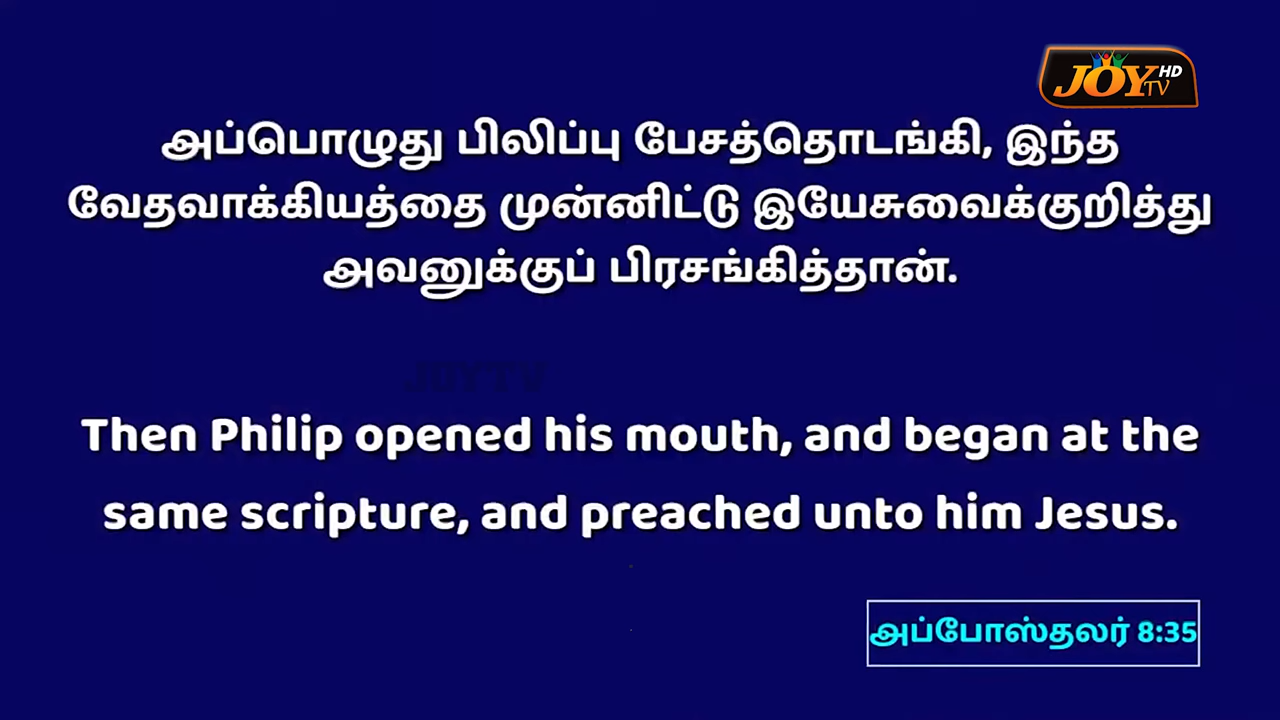 JOY TV HD
அப்பொழுது பிலிப்பு பேசத்தொடங்கி, இந்த
வேதவாக்கியத்தை முன்னிட்டு இயேசுவைக்குறித்து
அவனுக்குப் பிரசங்கித்தான்.
JOYTV
Then Philip opened his mouth, and began at the
same scripture, and preached unto him Jesus.
அப்போஸ்தலர் 8:35